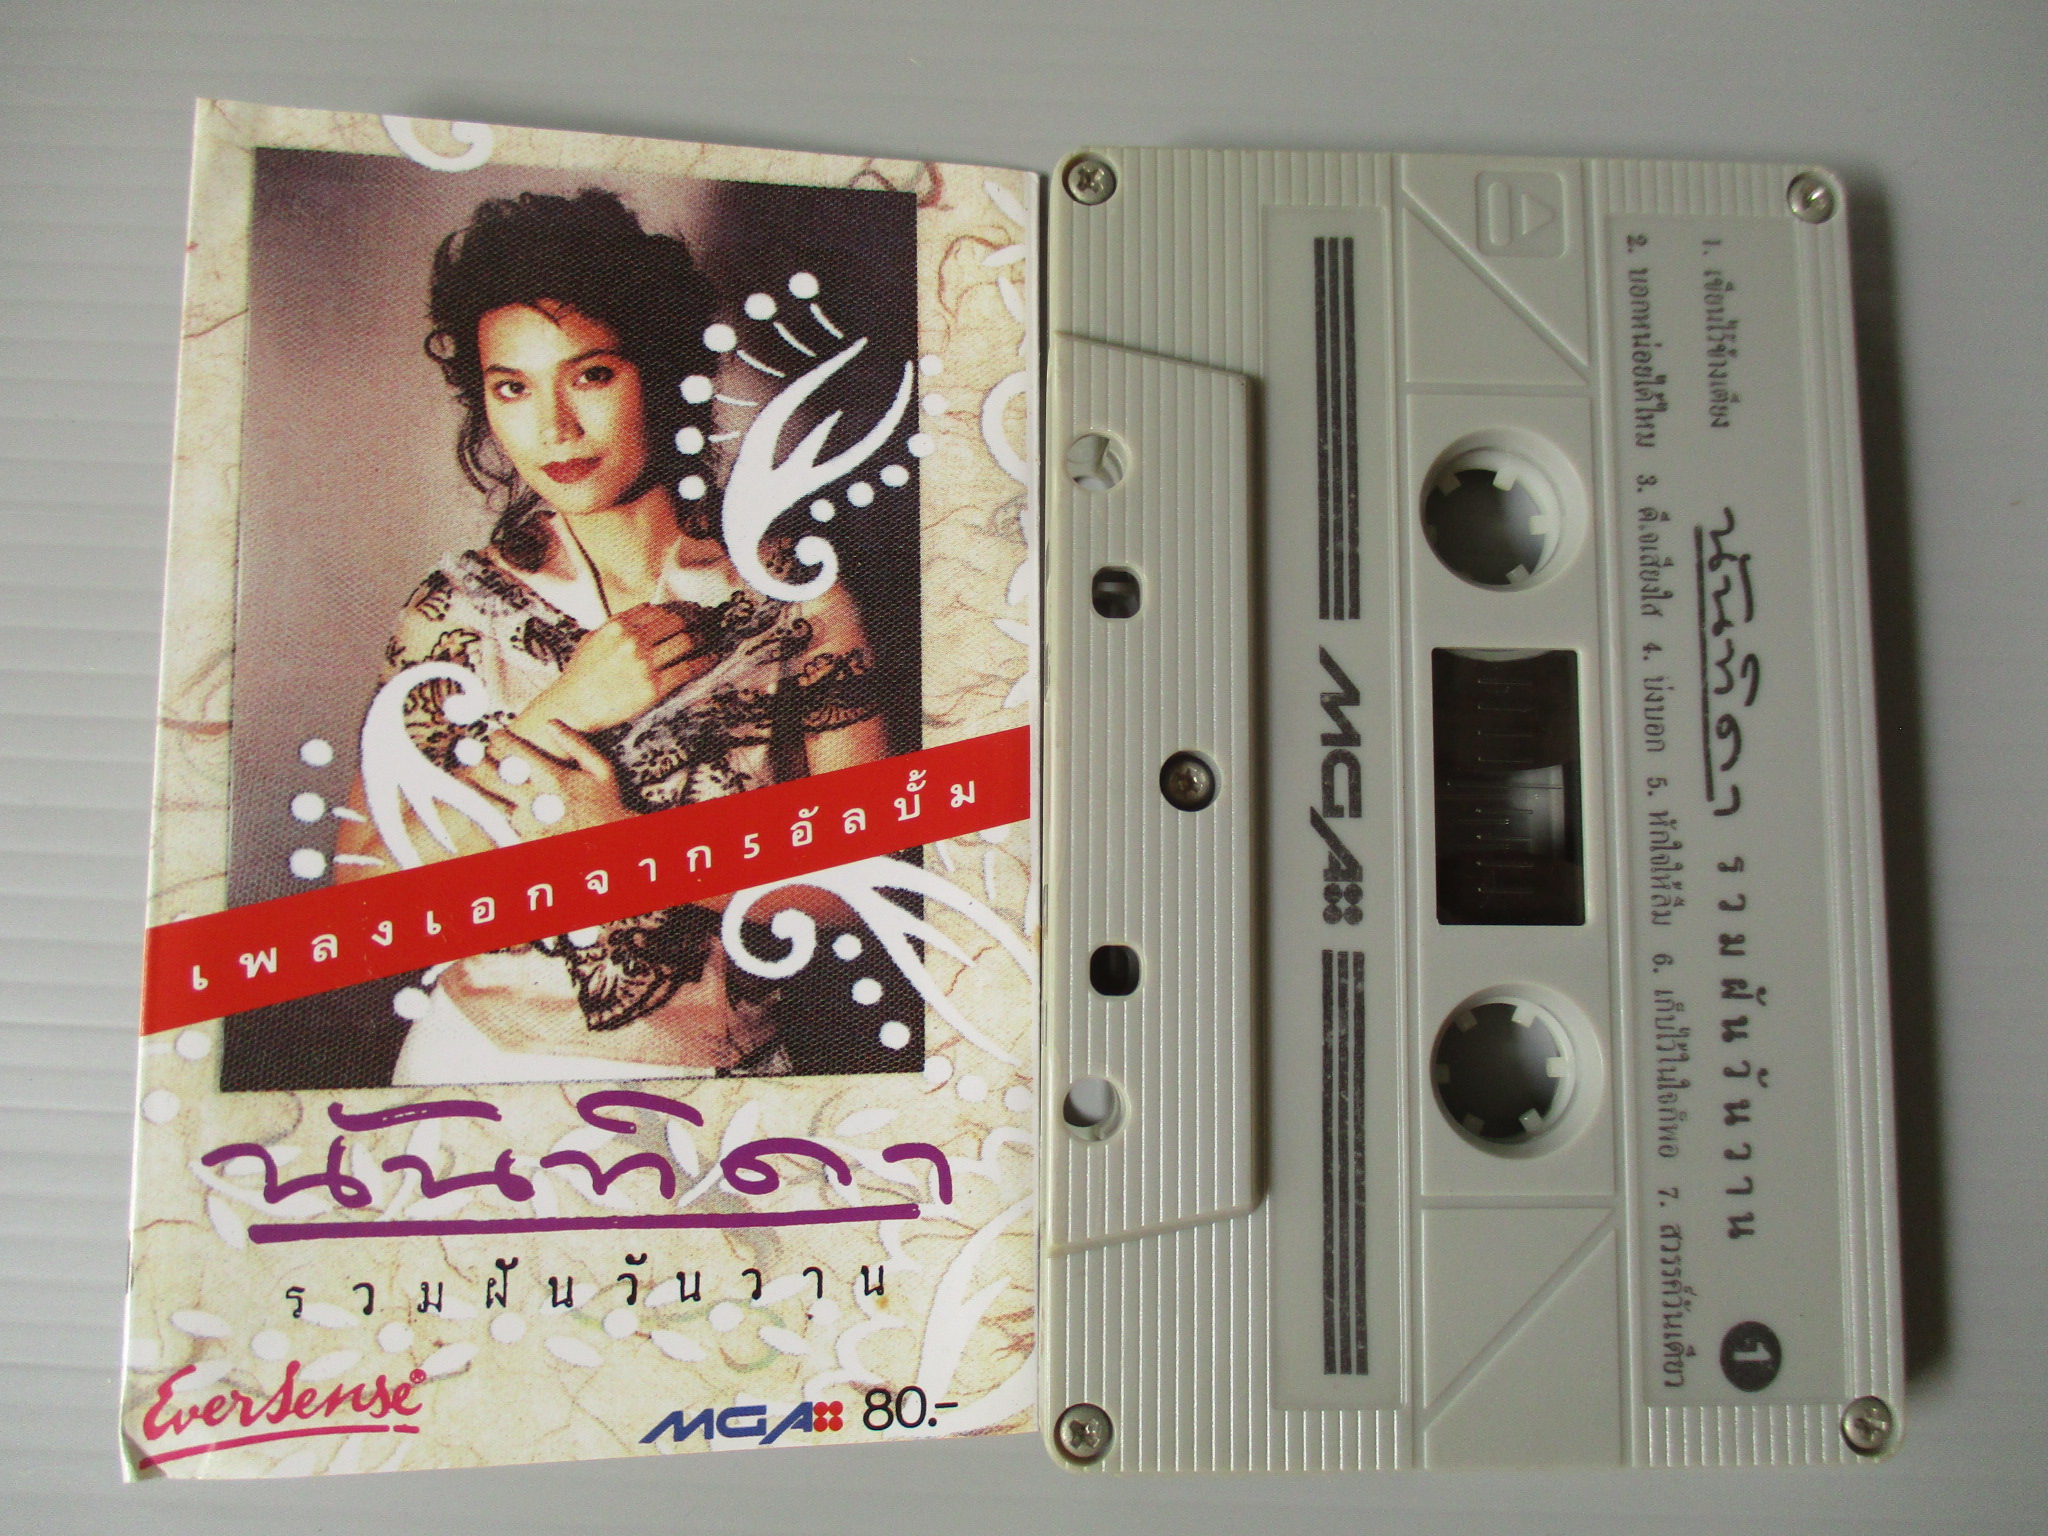 เพลงเอกจาก5อัลบั้ม
นันทิดา
รวมฝันวันวาน
EverSense®
MGA 80.-
MGA
1. เขียนไว้ข้างเตียง
นันทิดา รวมฝันวันวาน
2. บอกหน่อยได้ไหม 3. ดี.เจ.เสียงใส 4. บ่งบอก 5. หักใจให้ลืม 6. เก็บไว้ในใจก็พอ 7. สวรรค์วันเดียว
1